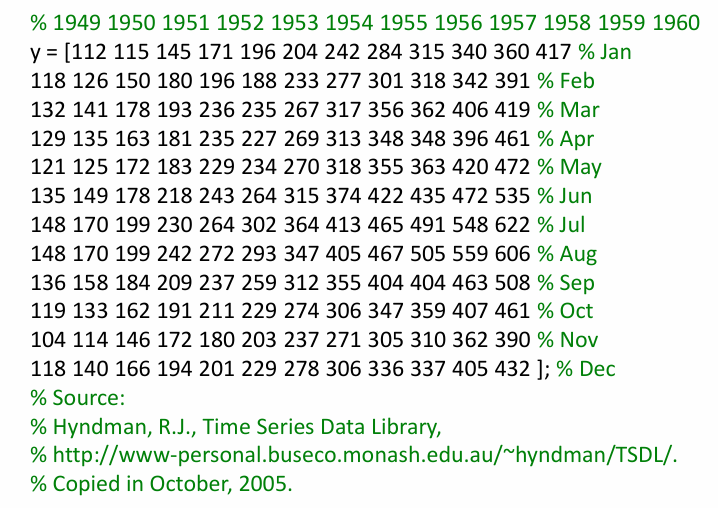 % 1949 1950 1951 1952 1953 1954 1955 1956 1957 1958 1959 1960
y = [112 115 145 171 196 204 242 284 315 340 360 417 % Jan
118 126 150 180 196 188 233 277 301 318 342 391 % Feb
132 141 178 193 236 235 267 317 356 362 406 419 % Mar
129 135 163 181 235 227 269 313 348 348 396 461 % Apr
121 125 172 183 229 234 270 318 355 363 420 472 % May
135 149 178 218 243 264 315 374 422 435 472 535 % Jun
148 170 199 230 264 302 364 413 465 491 548 622 % Jul
148 170 199 242 272 293 347 405 467 505 559 606 % Aug
136 158 184 209 237 259 312 355 404 404 463 508 % Sep
119 133 162 191 211 229 274 306 347 359 407 461 % Oct
104 114 146 172 180 203 237 271 305 310 362 390 % Nov
118 140 166 194 201 229 278 306 336 337 405 432 ]; % Dec
% Source:
% Hyndman, R.J., Time Series Data Library,
% http://www-personal.buseco.monash.edu.au/~hyndman/TSDL/.
% Copied in October, 2005.